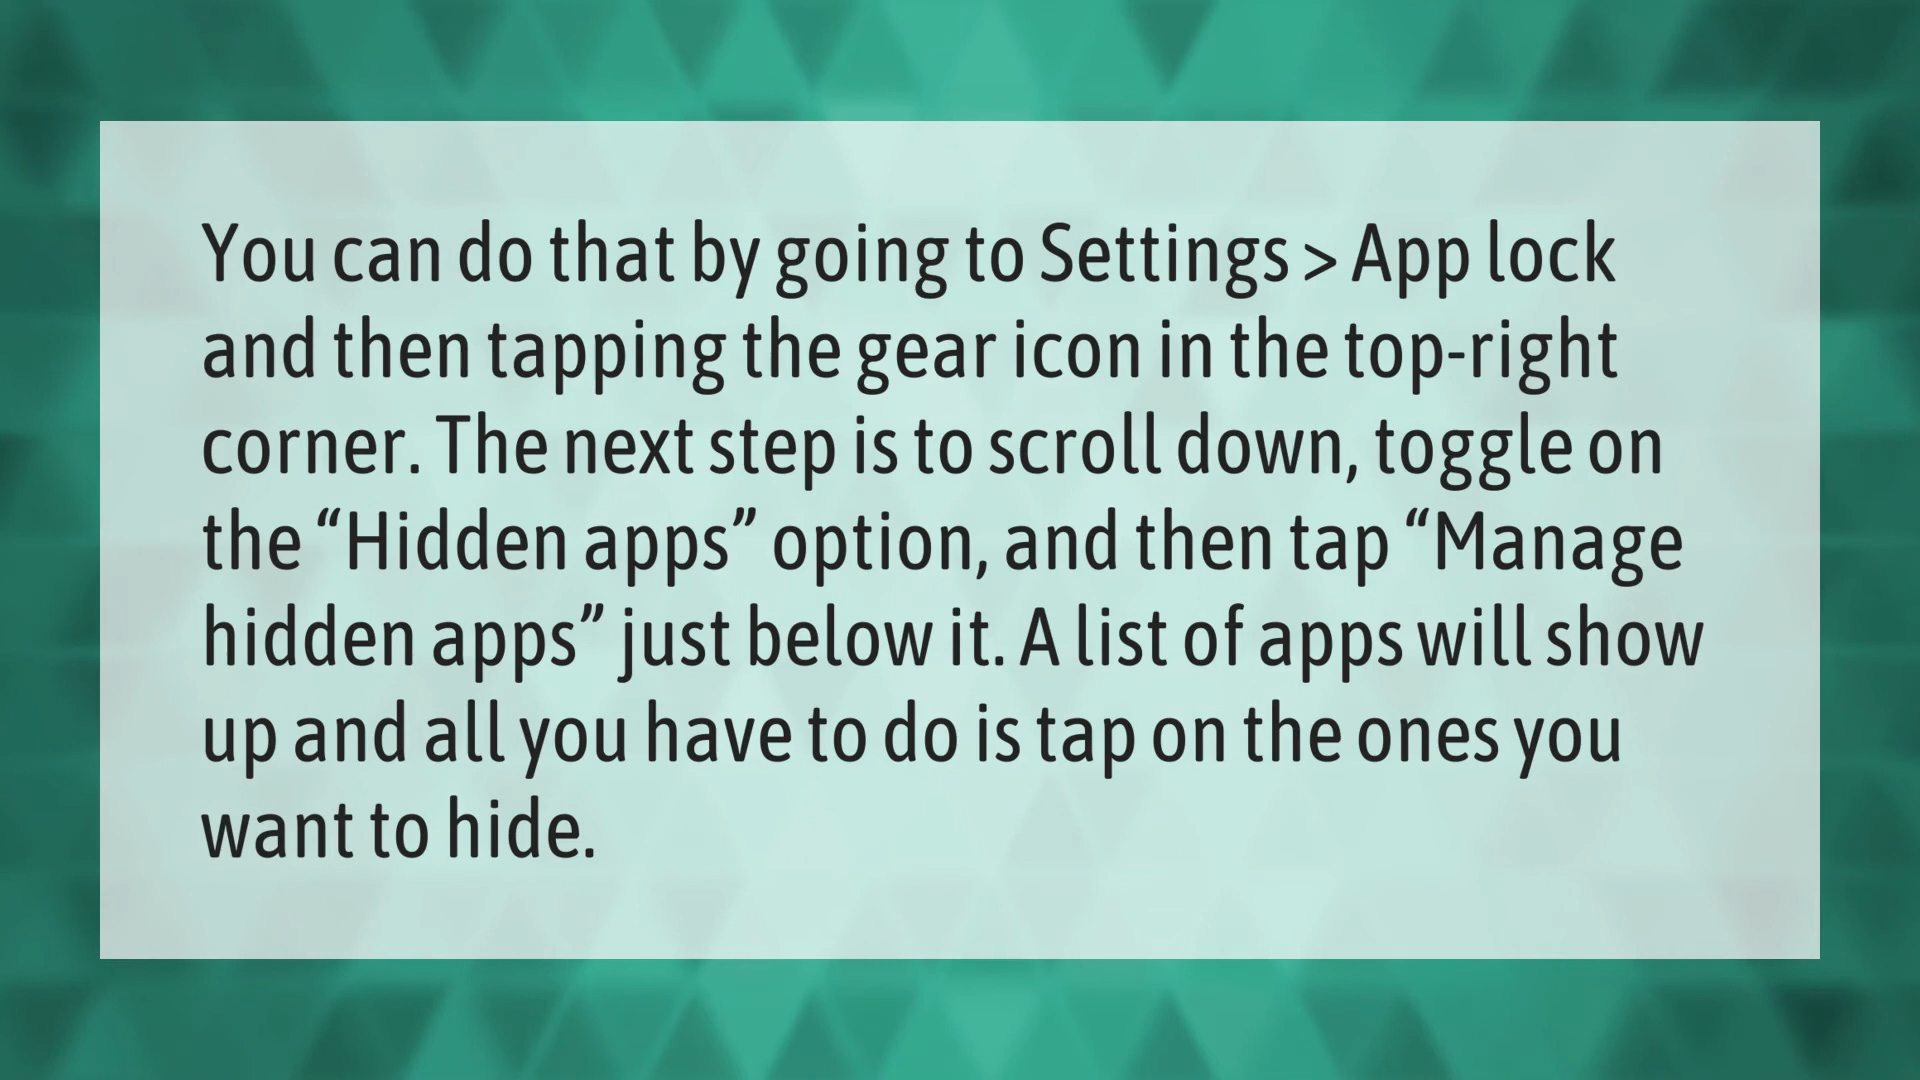 You can do that by going to Settings > App lock
and then tapping the gear icon in the top-right
corner. The next step is to scroll down, toggle on
the “Hidden apps” option, and then tap “Manage
hidden apps” just below it. A list of apps will show
up and all you have to do is tap on the ones you
want to hide.